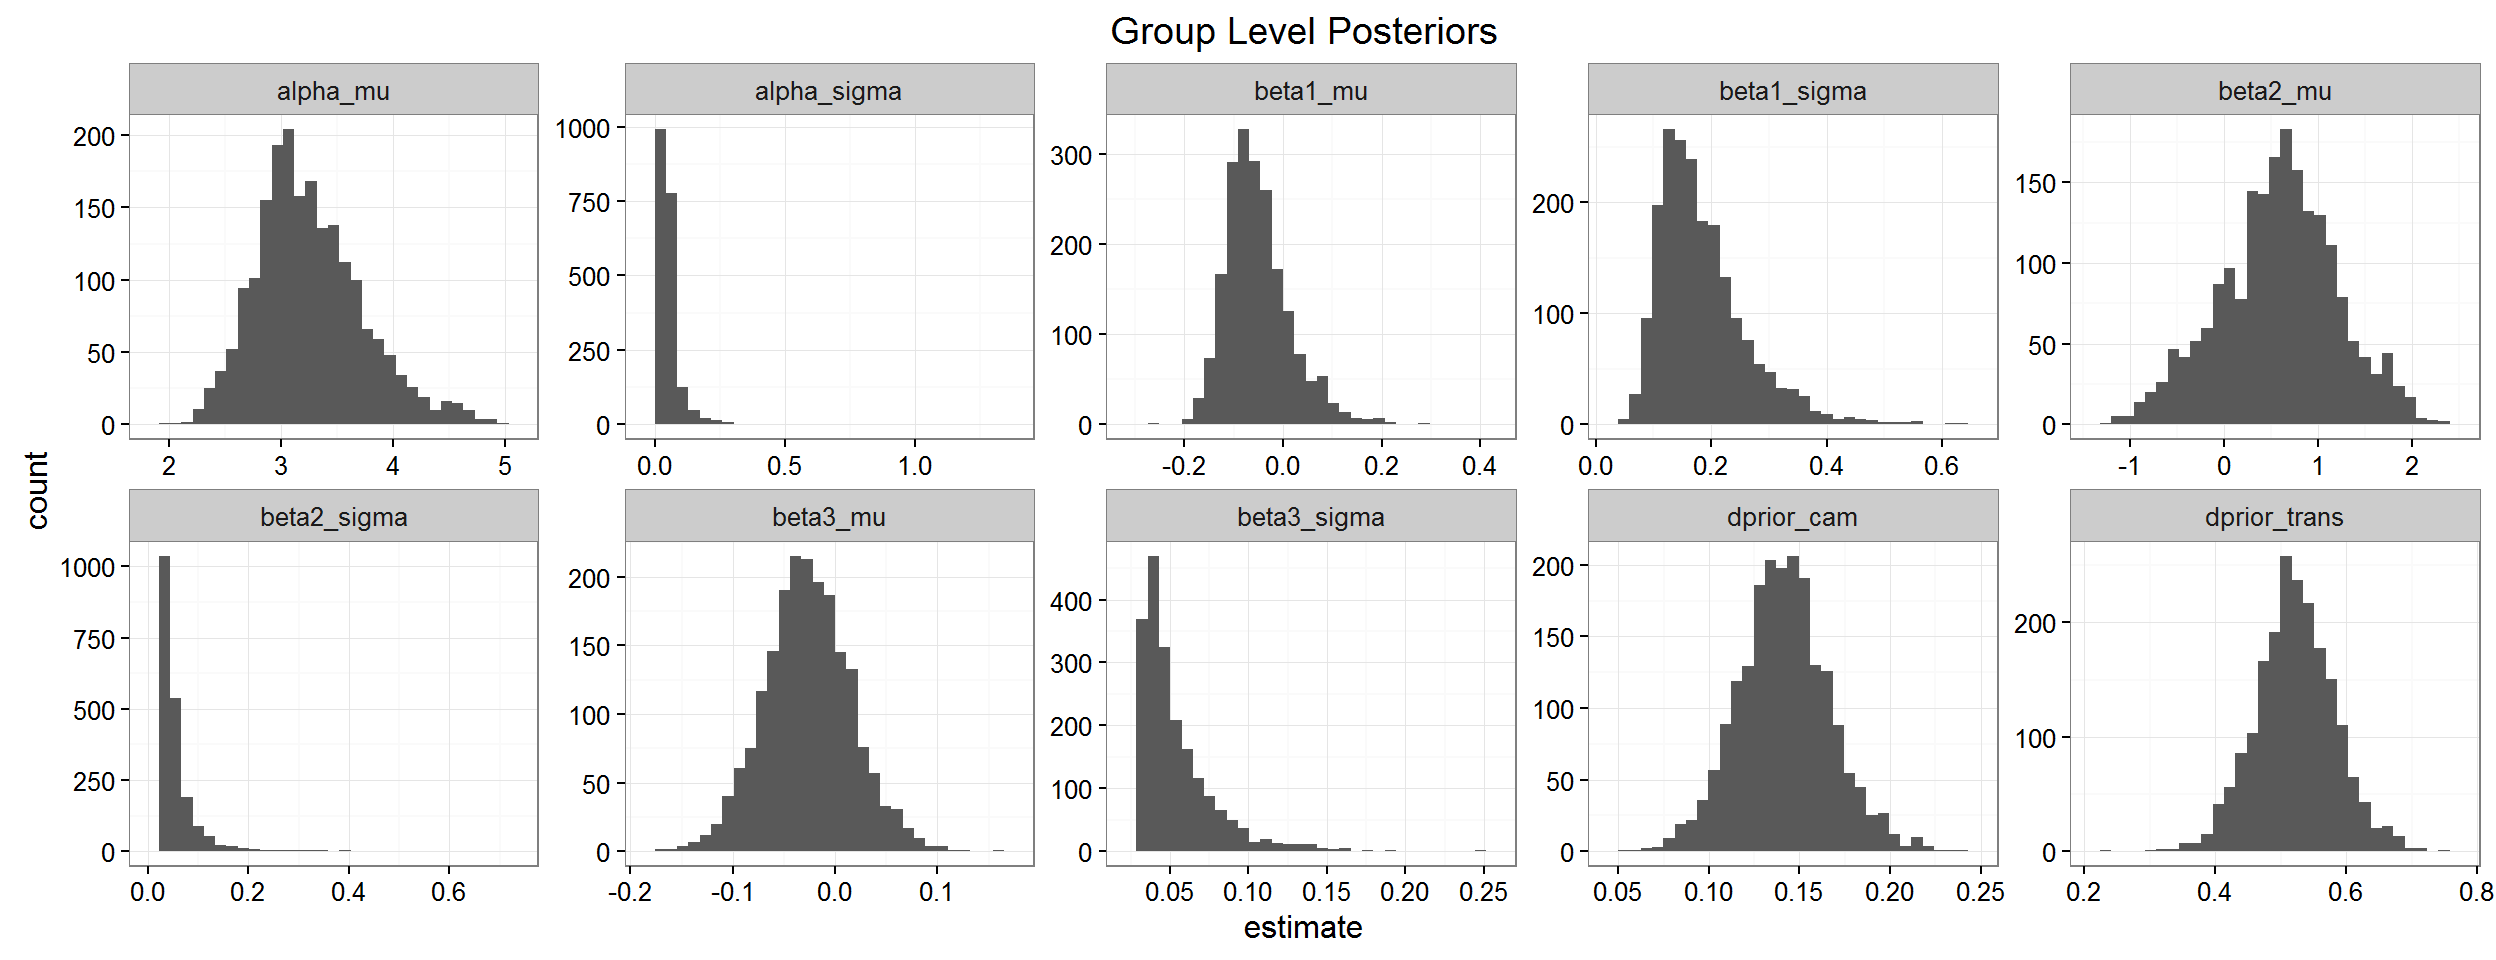 Group Level Posteriors
alpha_mu
alpha_sigma
beta1_mu
beta1_sigma
beta2_mu
200
150
100
50
0
2 3 4 5
1000
750
500
250
0
0.0 0.5 1.0
300
200
100
0
-0.2 0.0 0.2 0.4
200
100
0
0.0 0.2 0.4 0.6
150
100
50
0
-1 0 1 2
count
beta2_sigma
beta3_mu
beta3_sigma
dprior_cam
dprior_trans
1000
750
500
250
0
0.0 0.2 0.4 0.6
200
150
100
50
0
-0.2 -0.1 0.0 0.1
400
300
200
100
0
0.05 0.10 0.15 0.20 0.25
200
150
100
50
0
0.05 0.10 0.15 0.20 0.25
200
100
0
0.2 0.4 0.6 0.8
estimate